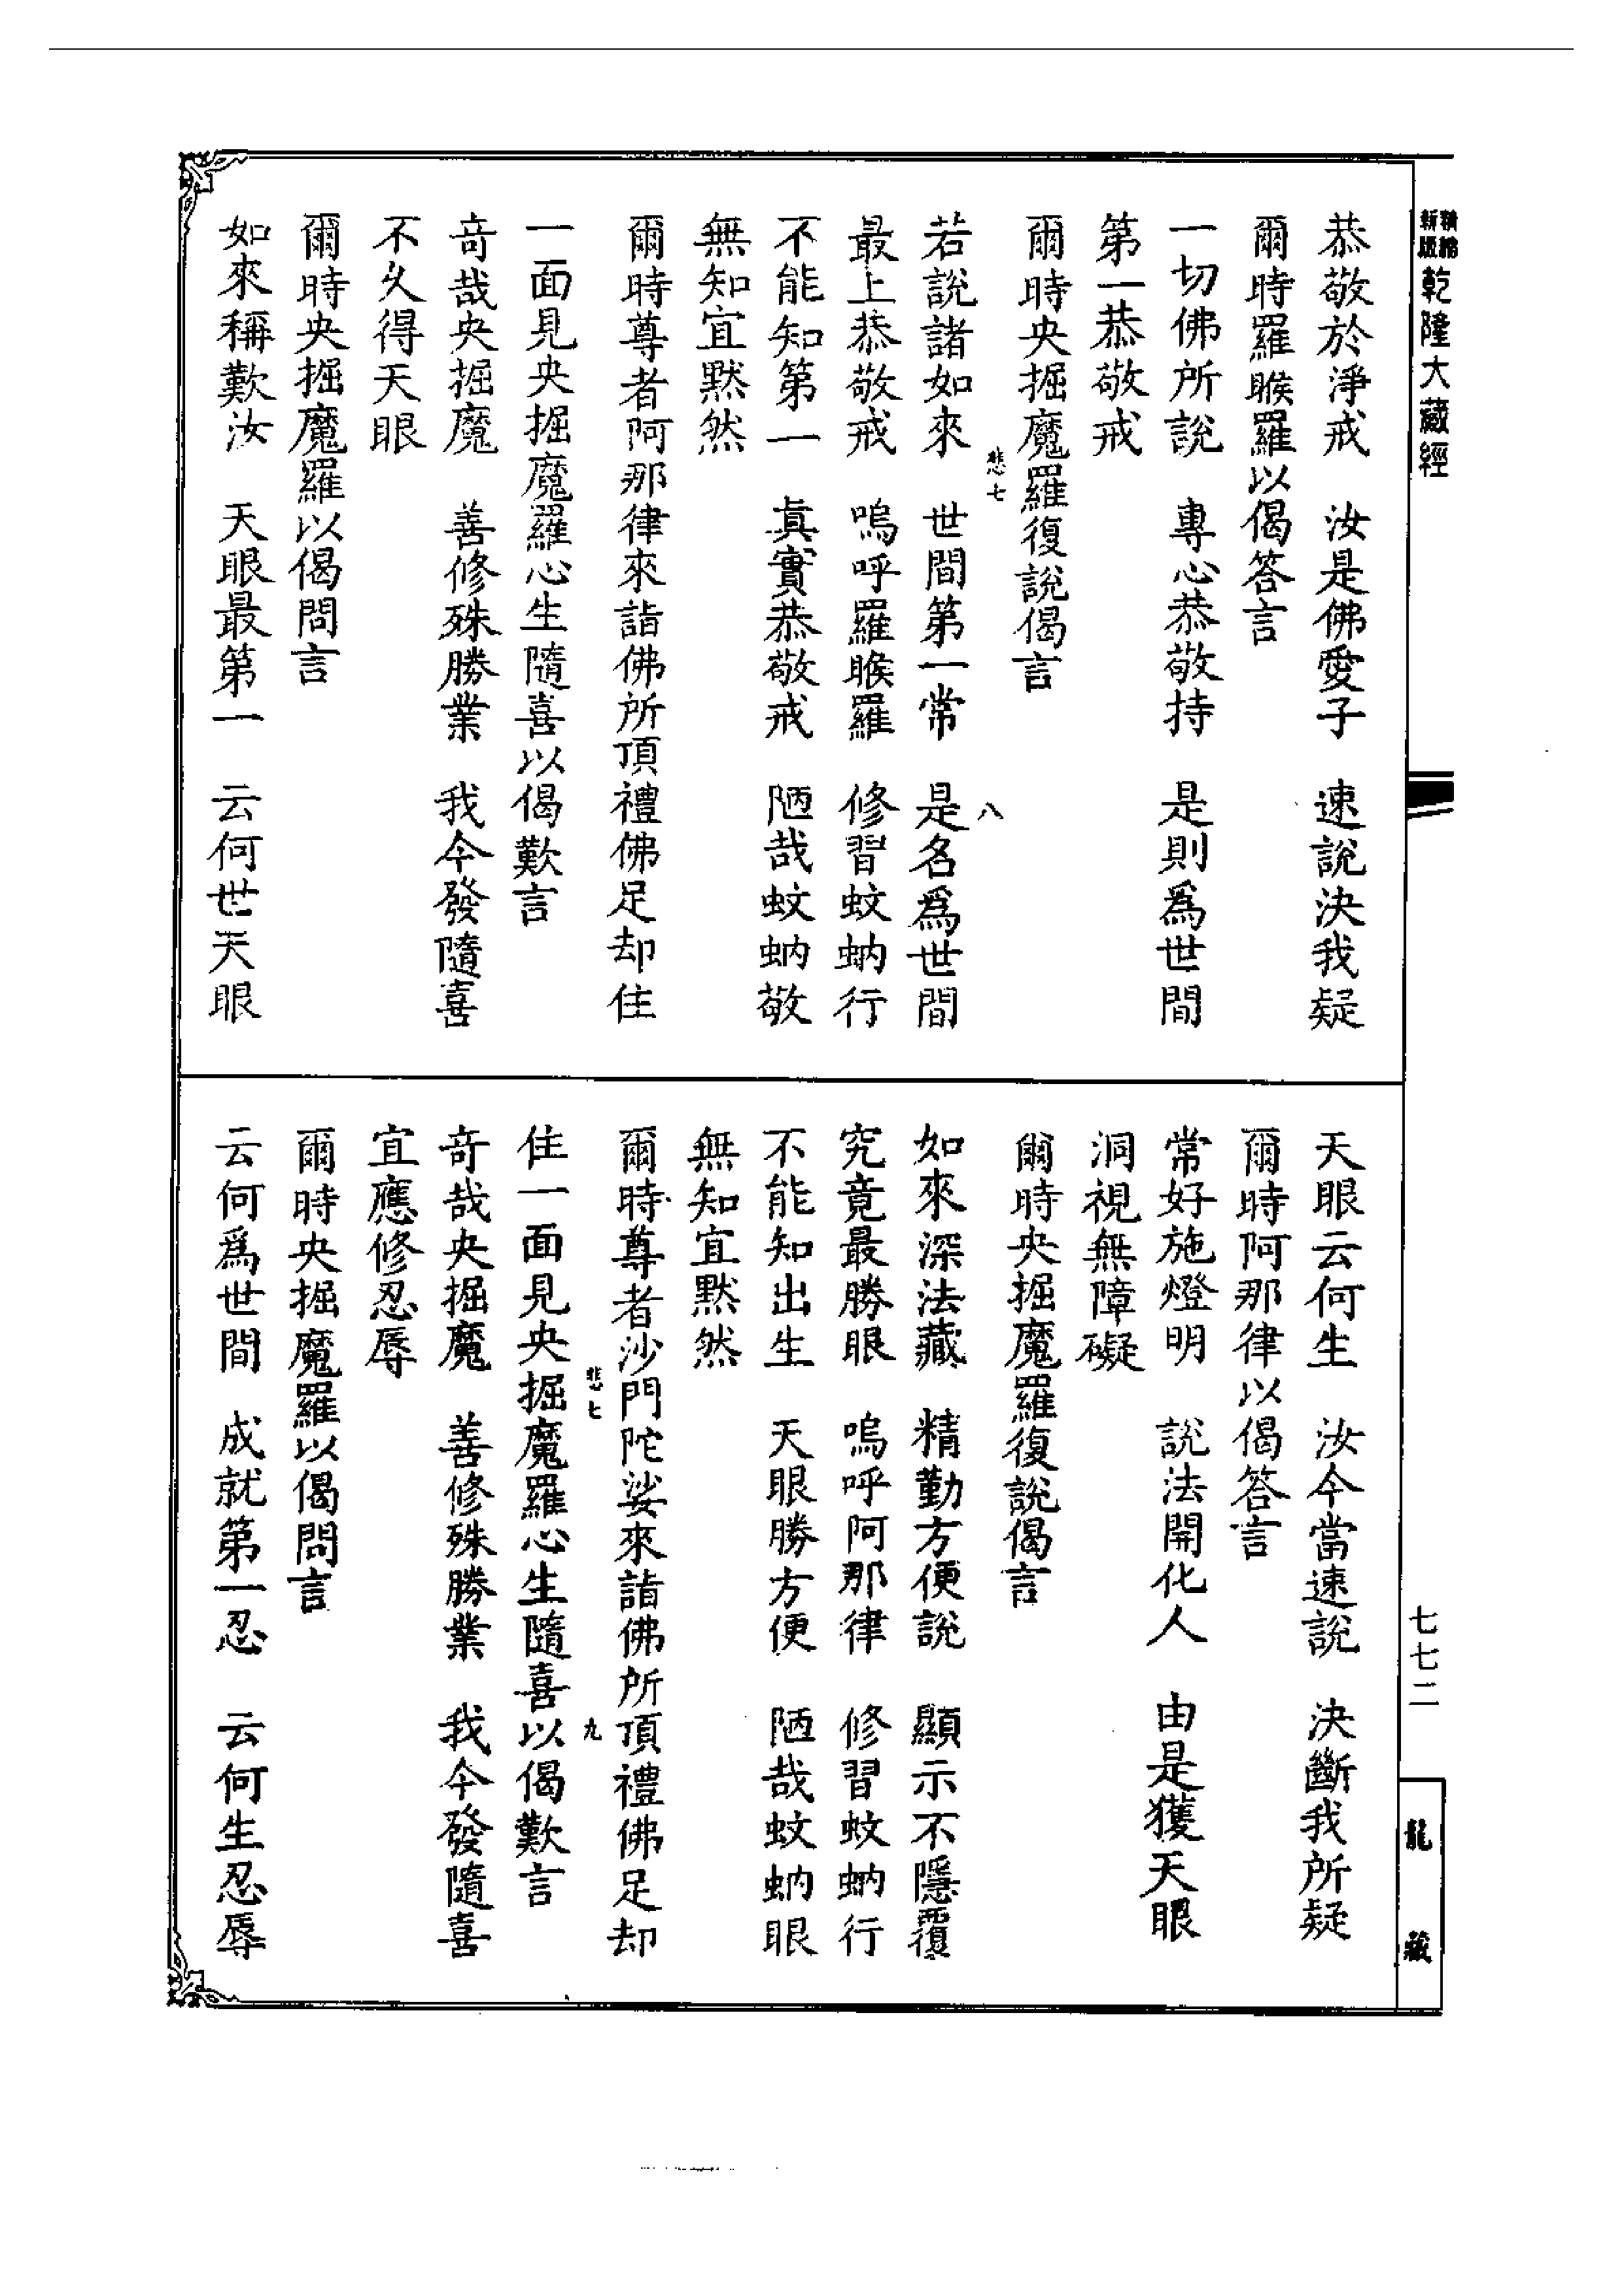 精編
新版
乾隆大藏經
恭敬於淨戒　汝是佛愛子　速說決我疑
爾時羅睺羅以偈答言
一切佛所說　專心恭敬持　是則為世間
第一恭敬戒
爾時央掘魔羅復說偈言
悲七
八
若說諸如來　世間第一常　是名為世間
最上恭敬戒　嗚呼羅睺羅　修習蚊蚋行
不能知第一　真實恭敬戒　陋哉蚊蚋敬
無知宜默然
爾時尊者阿那律來詣佛所頂禮佛足却住
一面見央掘魔羅心生隨喜以偈歎言
奇哉央掘魔　善修殊勝業　我今發隨喜
不久得天眼
爾時央掘魔羅以偈問言
如來稱歎汝　天眼最第一　云何世天眼
天眼云何生　汝今當速說　決斷我所疑
爾時阿那律以偈答言
常好施燈明　說法開化人　由是獲天眼
洞視無障礙
爾時央掘魔羅復說偈言
如來深法藏　精勤方便說　顯示不隱覆
究竟最勝眼　嗚呼阿那律　修習蚊蚋行
不能知出生　天眼勝方便　陋哉蚊蚋眼
無知宜默然
爾時尊者沙門陀娑來詣佛所頂禮佛足却
悲七
九
住一面見央掘魔羅心生隨喜以偈歎言
奇哉央掘魔　善修殊勝業　我今發隨喜
宜應修忍辱
爾時央掘魔羅以偈問言
云何為世間　成就第一忍　云何生忍辱
七七二
龍藏